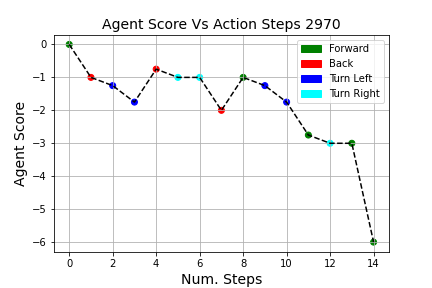 Agent Score Vs Action Steps 2970
Agent Score
0
−1
−2
−3
−4
−5
−6
Forward
Back
Turn Left
Turn Right
0 2 4 6 8 10 12 14
Num. Steps